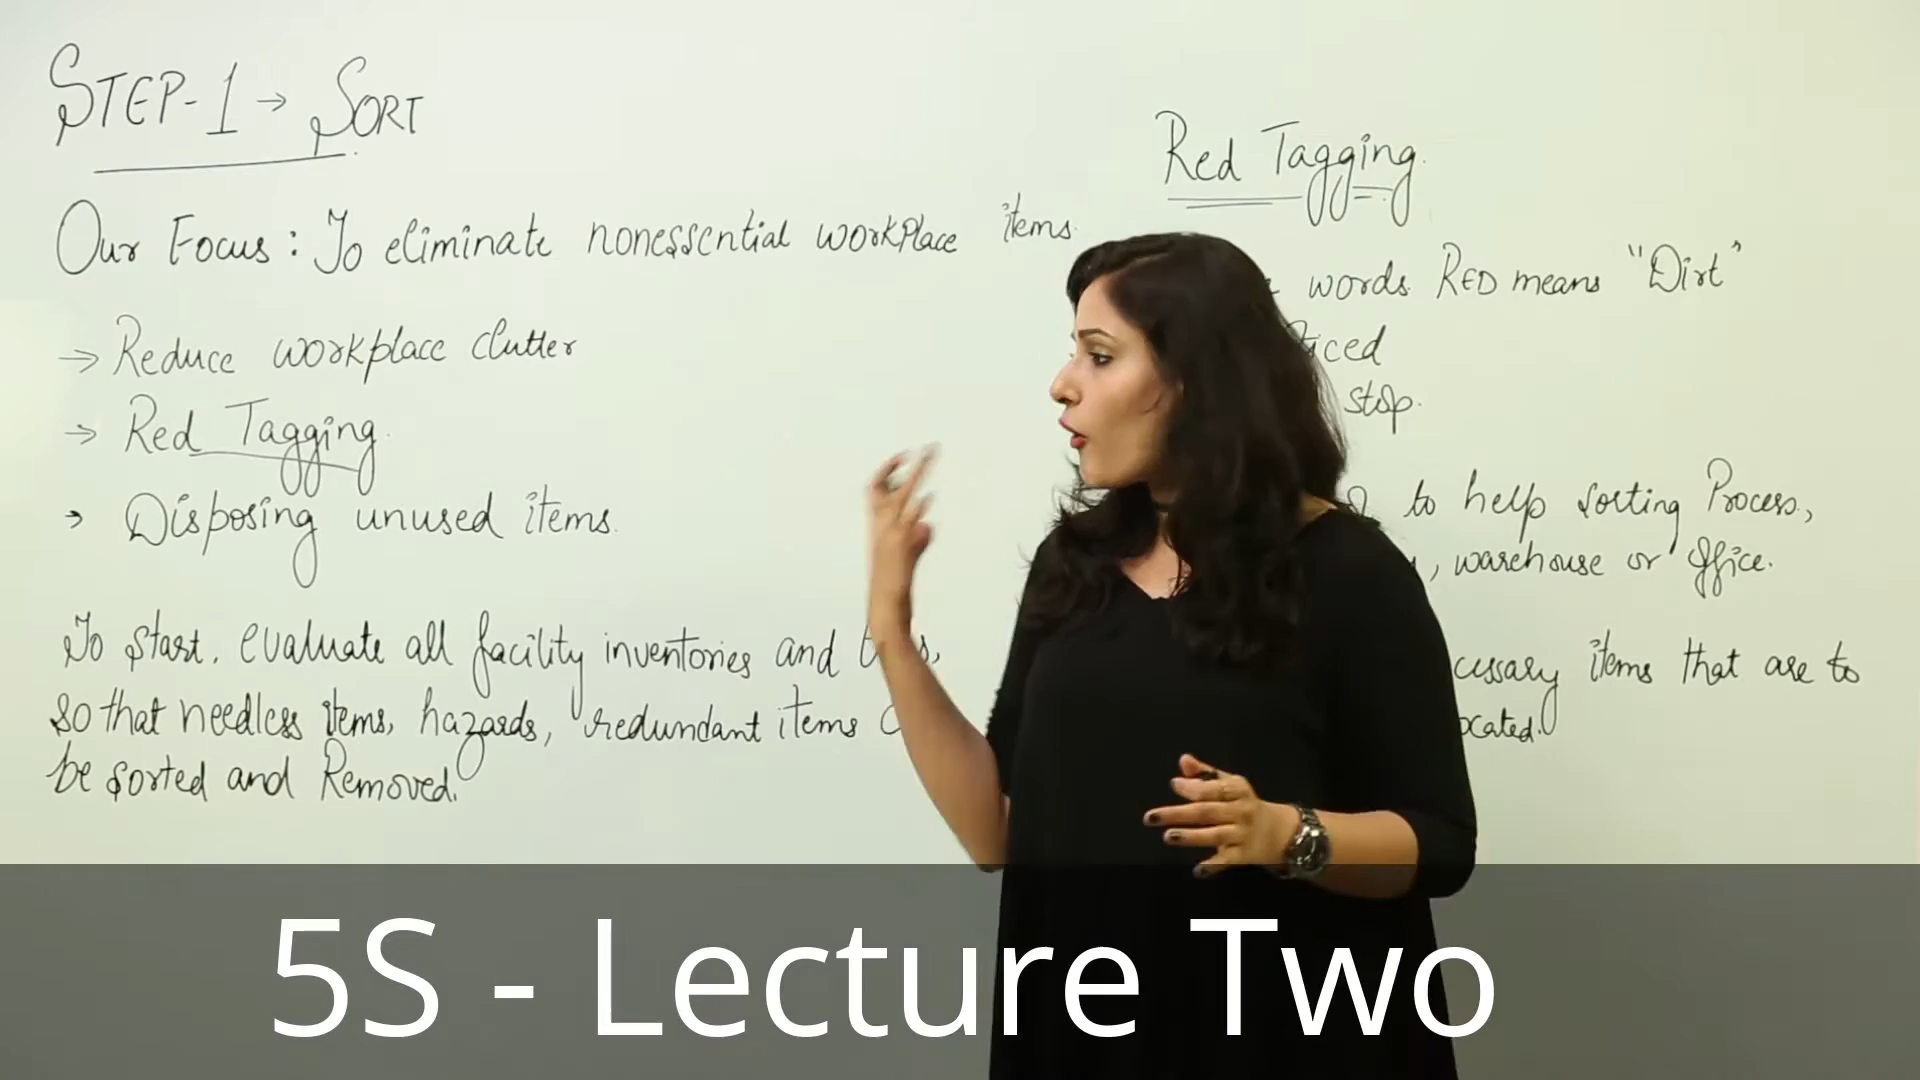 STEP-1 → SORT
Our Focus: To eliminate nonessential workplace items.
→ Reduce workplace clutter
→ Red Tagging.
→ Disposing unused items.
To start, evaluate all facility inventories and
so that needless items, hazards, redundant items
be sorted and Removed.
Red Tagging.
words RED means "Dirt"
stop.
to help sorting Process,
, warehouse or office.
items that are to
5S - Lecture Two